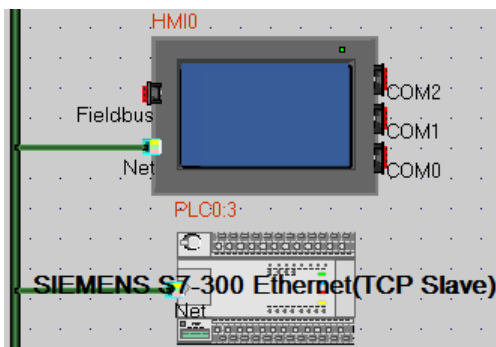 HMI0
COM2
Fieldbus
COM1
Net
COM0
PLC0:3
SIEMENS S7-300 Ethernet(TCP Slave)
Net